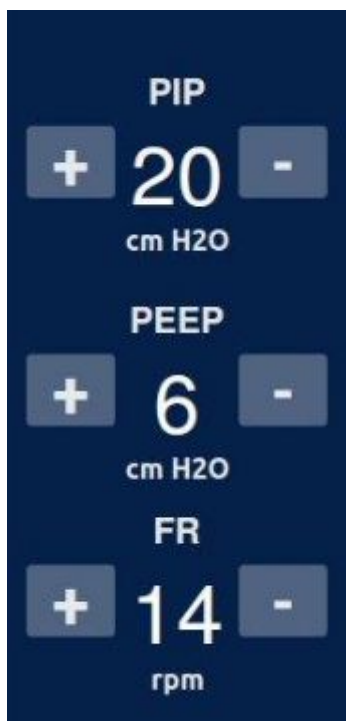 PIP
+ 20 -
cm H2O
PEEP
+ 6 -
cm H2O
FR
+ 14 -
rpm